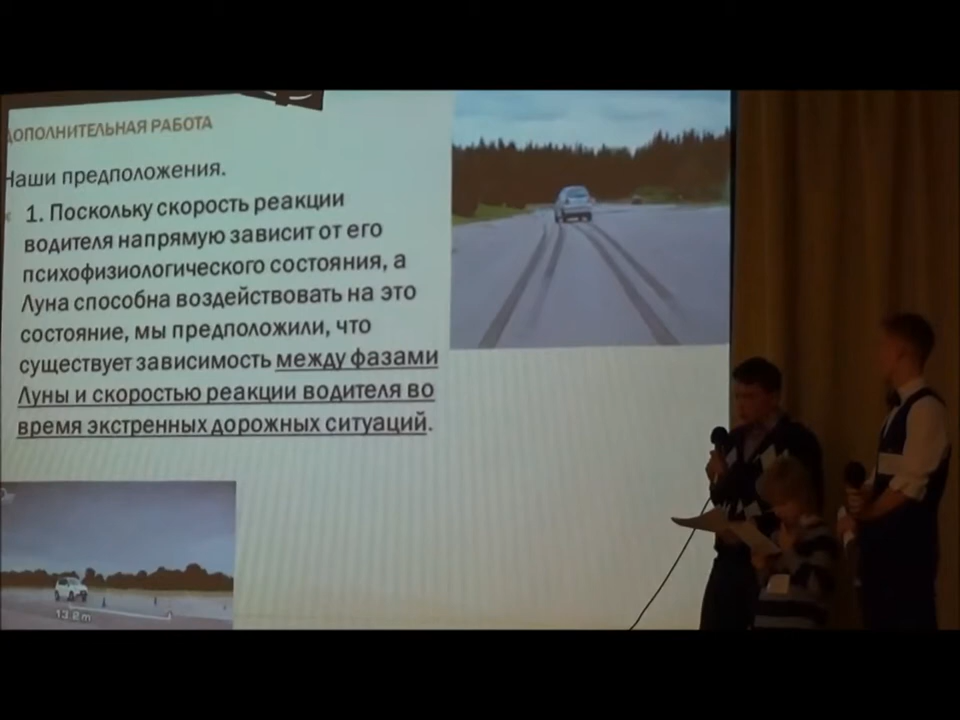 ДОПОЛНИТЕЛЬНАЯ РАБОТА
Наши предположения.
1. Поскольку скорость реакции
водителя напрямую зависит от его
психофизиологического состояния, а
Луна способна воздействовать на это
состояние, мы предположили, что
существует зависимость между фазами
Луны и скоростью реакции водителя во
время экстренных дорожных ситуаций.